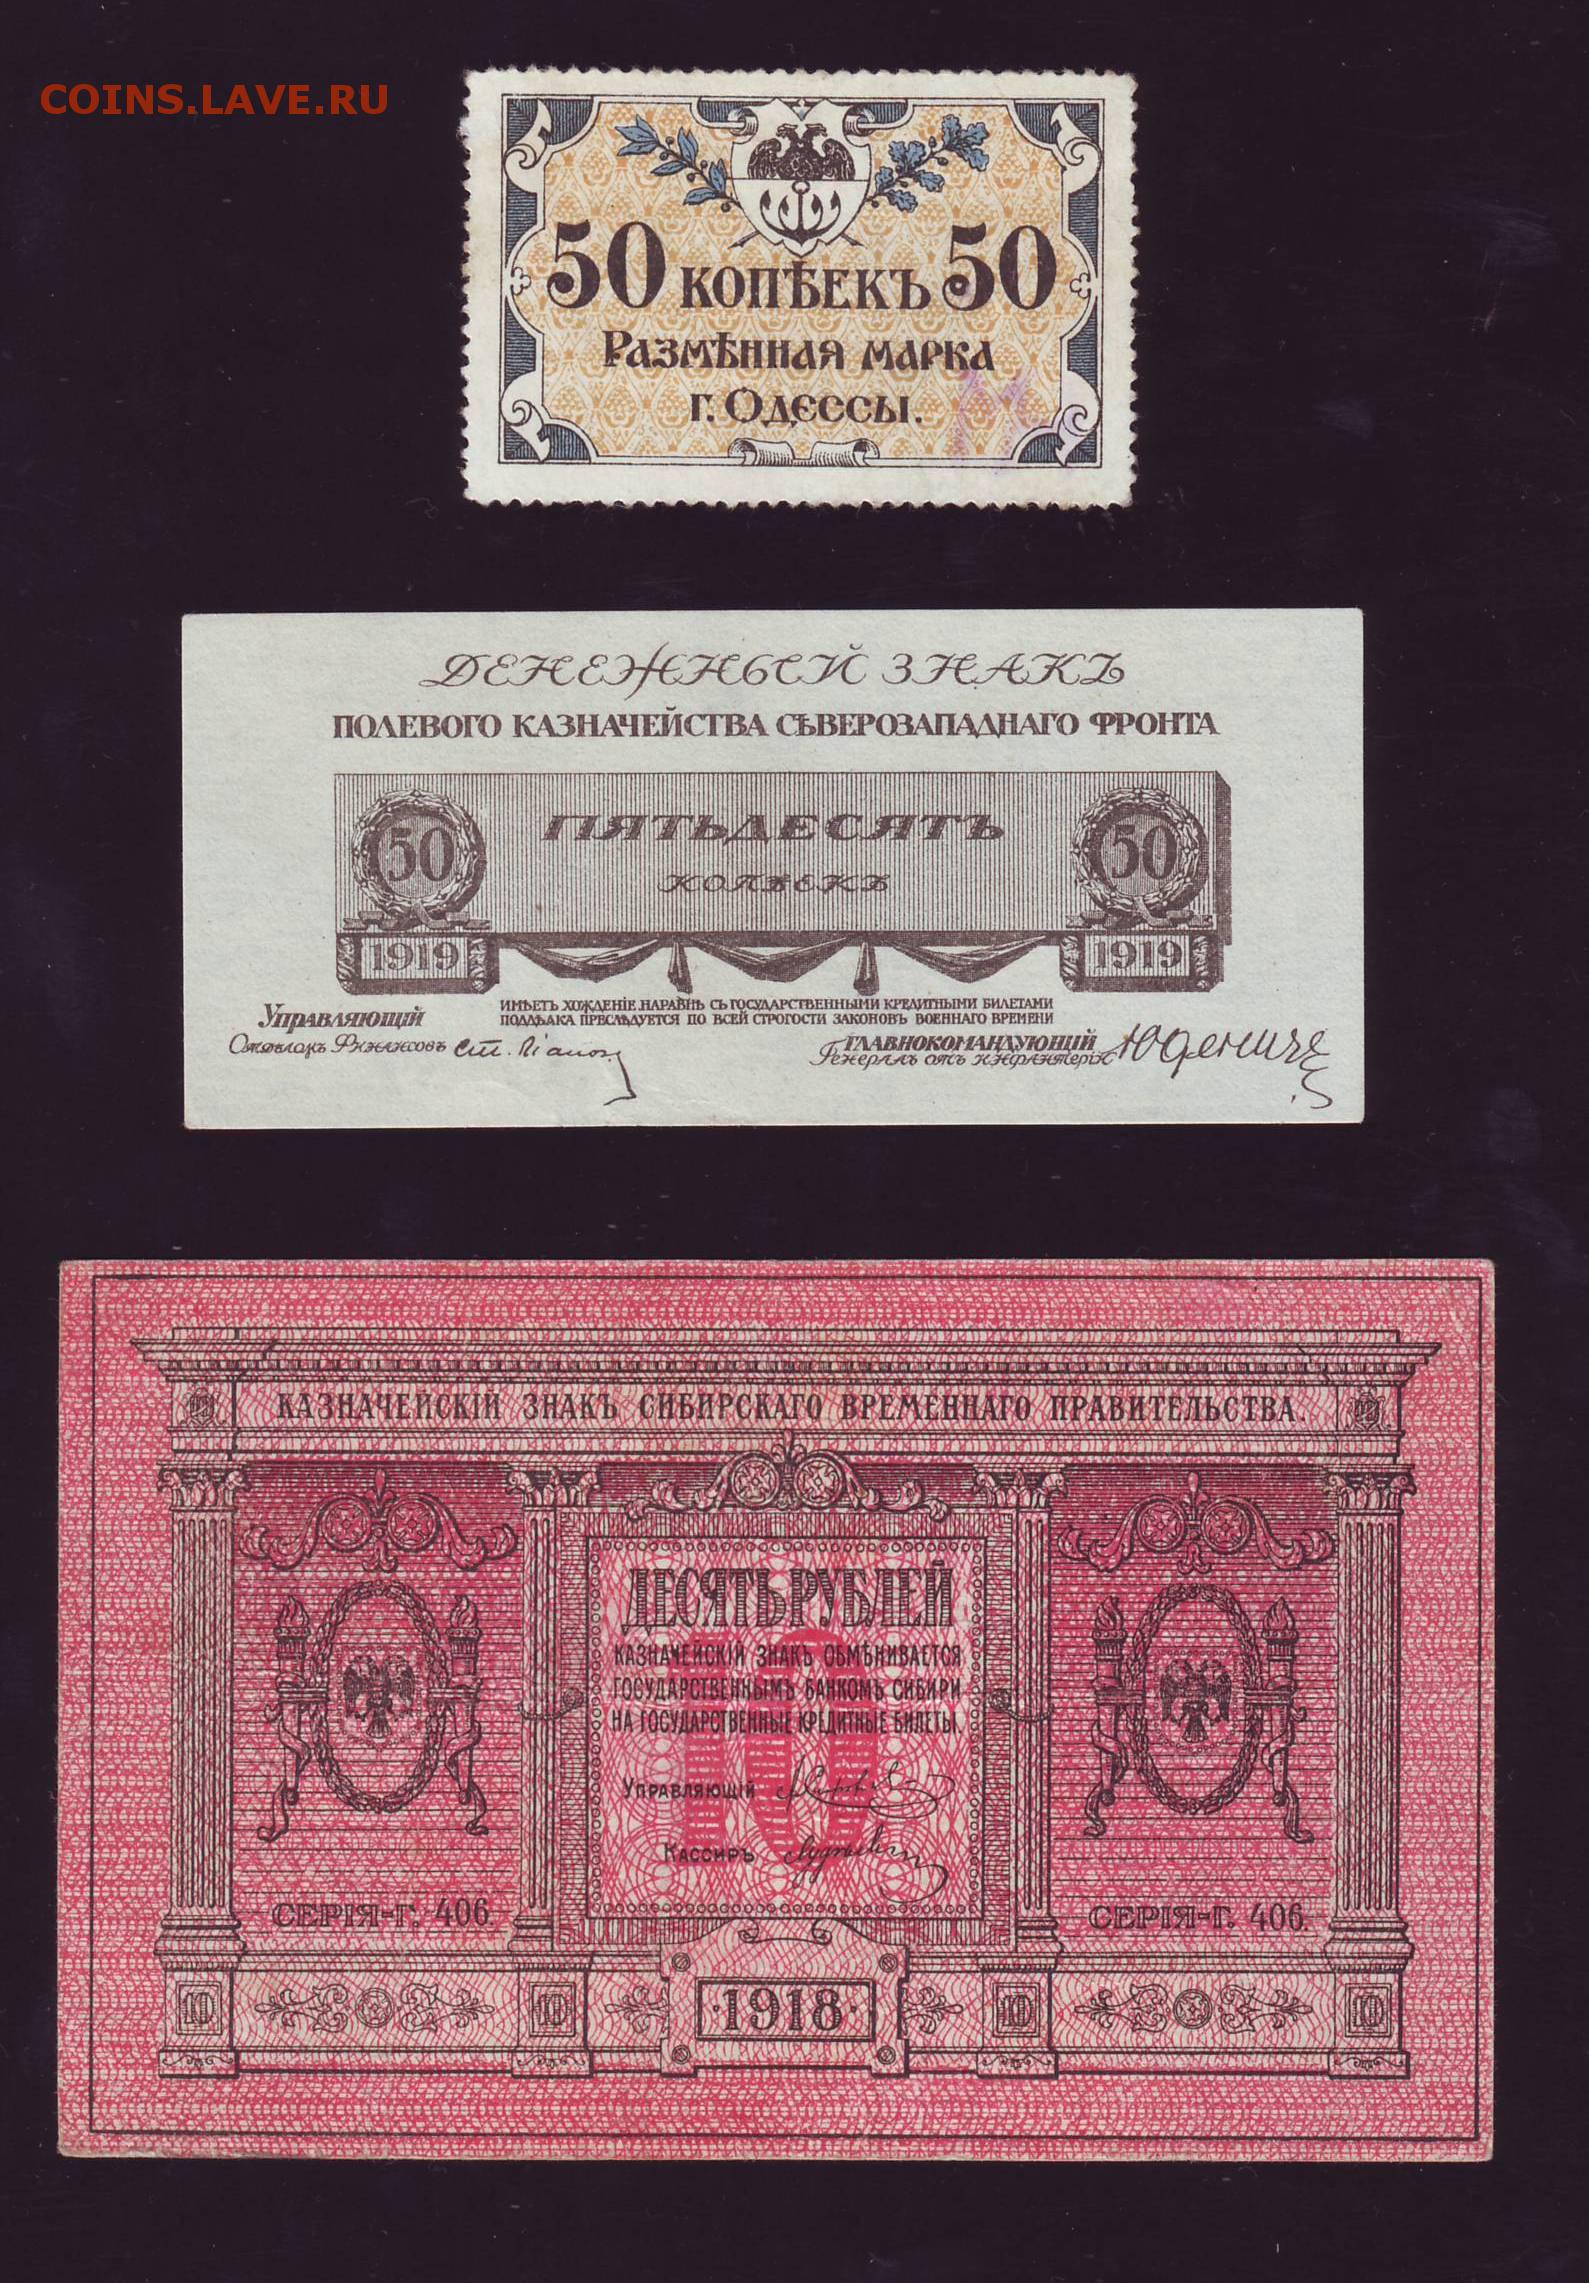 COINS.LAVE.RU
50 КОПѢЕКЪ 50
Размѣнная марка
г. Одессы.
ДЕНЕЖНЫЙ ЗНАКЪ
ПОЛЕВОГО КАЗНАЧЕЙСТВА СѢВЕРОЗАПАДНАГО ФРОНТА
50 ПЯТЬДЕСЯТЪ 50
КОПѢЕКЪ
1919 1919
ИМѢЕТЪ ХОЖДЕНІЕ НАРАВНѢ СЪ ГОСУДАРСТВЕННЫМИ КРЕДИТНЫМИ БИЛЕТАМИ
ПОДДѢЛКА ПРЕСЛѢДУЕТСЯ ПО ВСЕЙ СТРОГОСТИ ЗАКОНОВЪ ВОЕННАГО ВРЕМЕНИ
Управляющій
Отдѣломъ Финансовъ
ГЛАВНОКОМАНДУЮЩІЙ
Генералъ отъ инфантеріи Юденичъ
КАЗНАЧЕЙСКІЙ ЗНАКЪ СИБИРСКАГО ВРЕМЕННАГО ПРАВИТЕЛЬСТВА.
ДЕСЯТЬ РУБЛЕЙ
10
КАЗНАЧЕЙСКІЙ ЗНАКЪ ОБМѢНИВАЕТСЯ
ГОСУДАРСТВЕННЫМЪ БАНКОМЪ СИБИРИ
НА ГОСУДАРСТВЕННЫЕ КРЕДИТНЫЕ БИЛЕТЫ.
Управляющій
Кассиръ
СЕРІЯ-Г. 406. СЕРІЯ-Г. 406.
10 10 ·1918· 10 10